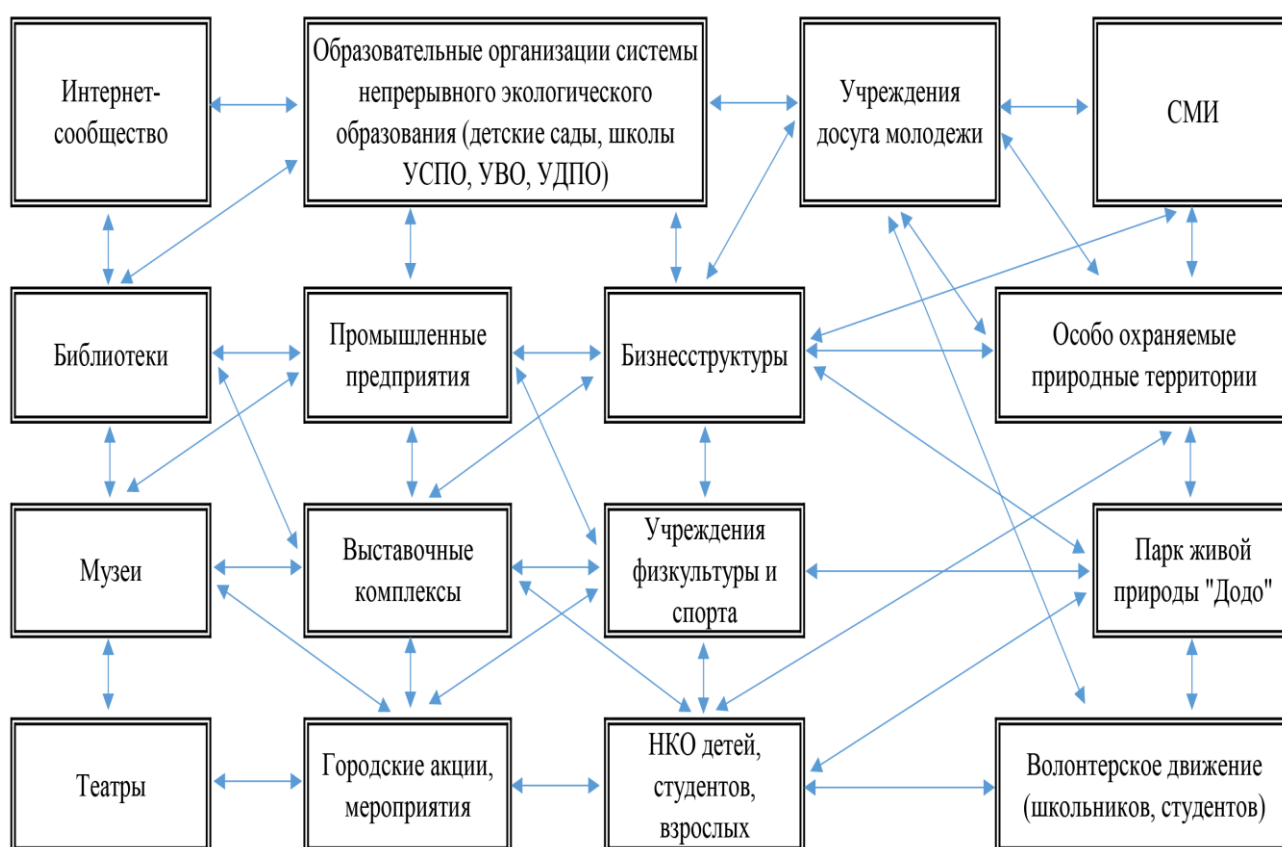 Интернет-
сообщество
Образовательные организации системы
непрерывного экологического
образования (детские сады, школы
УСПО, УВО, УДПО)
Учреждения
досуга молодежи
СМИ
Библиотеки
Промышленные
предприятия
Бизнесструктуры
Особо охраняемые
природные территории
Музеи
Выставочные
комплексы
Учреждения
физкультуры и
спорта
Парк живой
природы "Додо"
Театры
Городские акции,
мероприятия
НКО детей,
студентов,
взрослых
Волонтерское движение
(школьников, студентов)